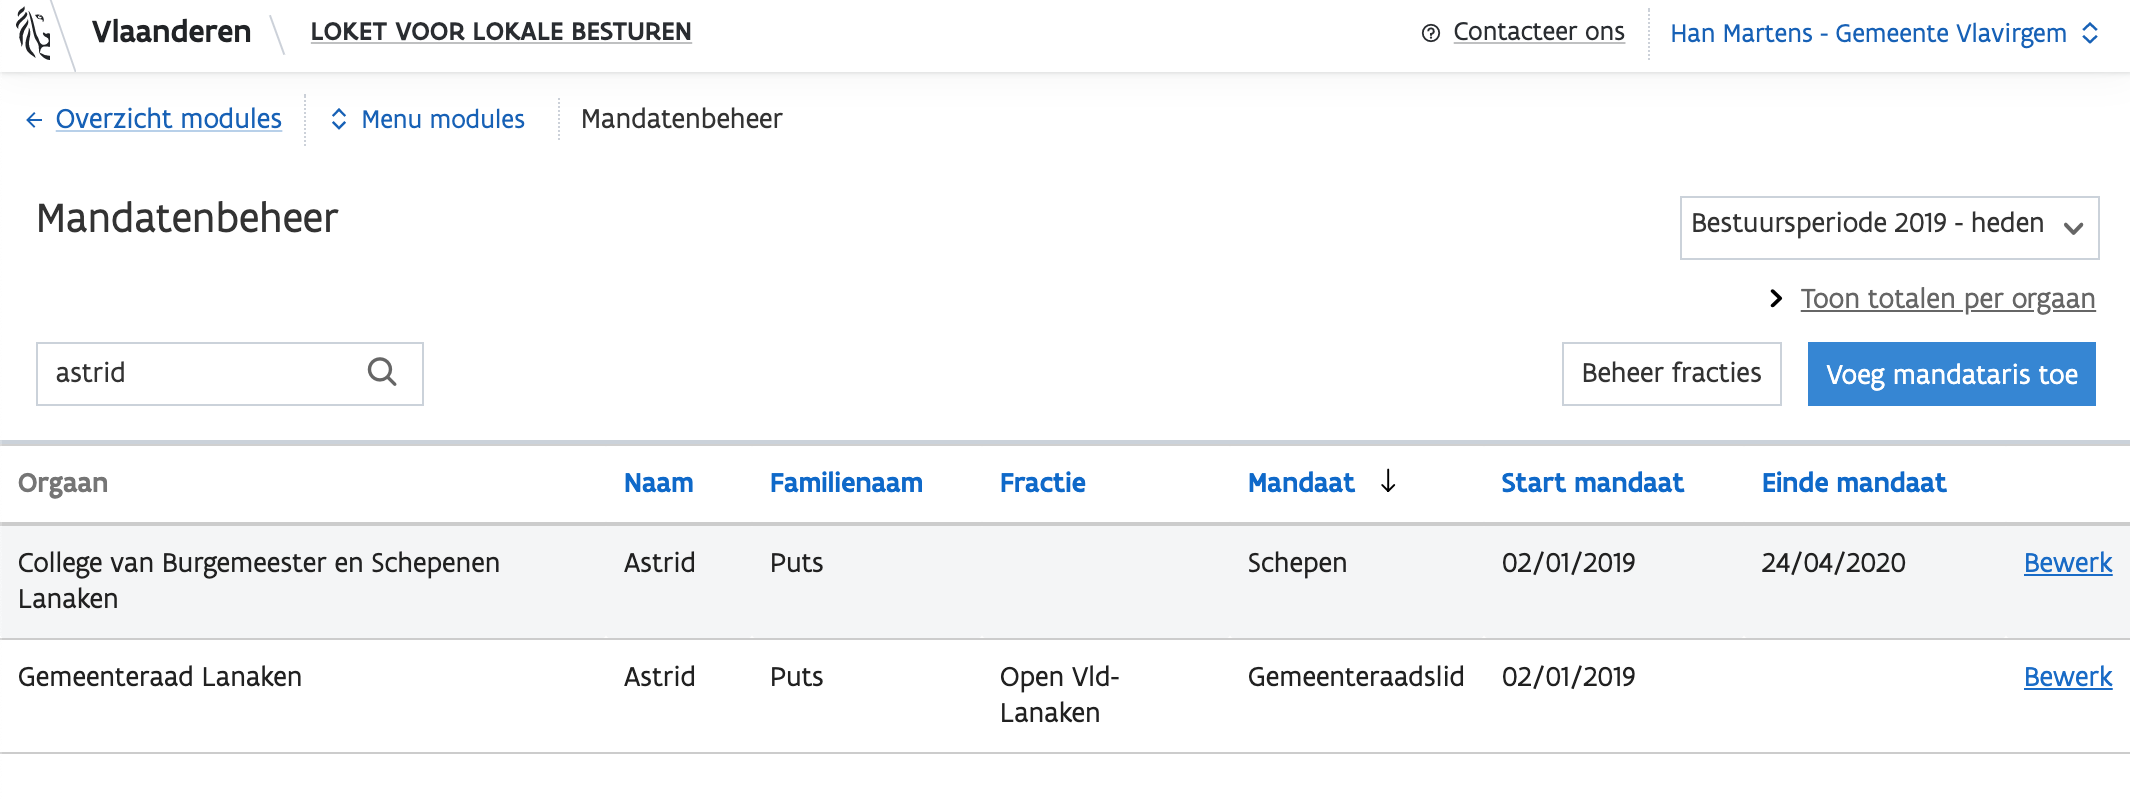 Vlaanderen LOKET VOOR LOKALE BESTUREN Contacteer ons Han Martens - Gemeente Vlavirgem
Overzicht modules Menu modules Mandatenbeheer
Mandatenbeheer Bestuursperiode 2019 - heden
Toon totalen per orgaan
astrid Beheer fracties Voeg mandataris toe
Orgaan Naam Familienaam Fractie Mandaat Start mandaat Einde mandaat
College van Burgemeester en Schepenen Astrid Puts Schepen 02/01/2019 24/04/2020 Bewerk
Lanaken
Gemeenteraad Lanaken Astrid Puts Open Vld- Gemeenteraadslid 02/01/2019 Bewerk
Lanaken